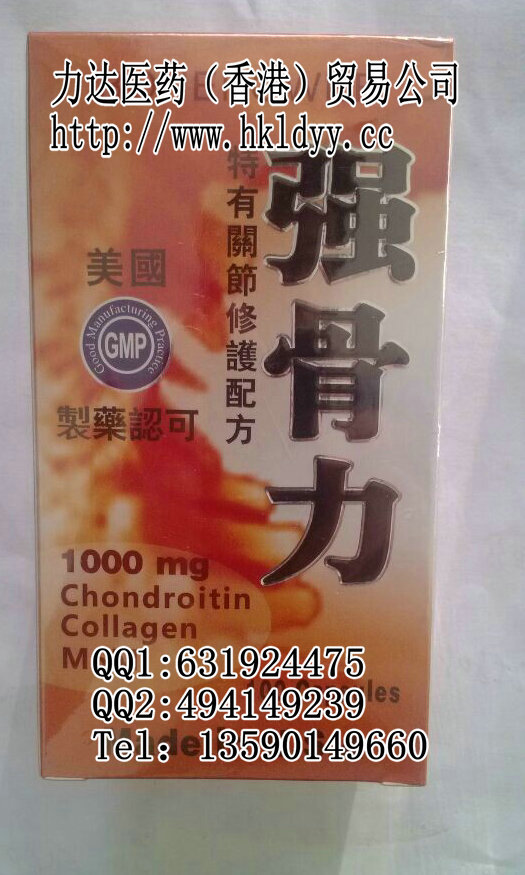 力达医药（香港）贸易公司
http://www.hkldyy.cc
强骨力
特有關節修護配方
美國
Good Manufacturing Practice
GMP
製藥認可
1000 mg
Chondroitin
Collagen
QQ1:631924475
QQ2:494149239
Tel：13590149660